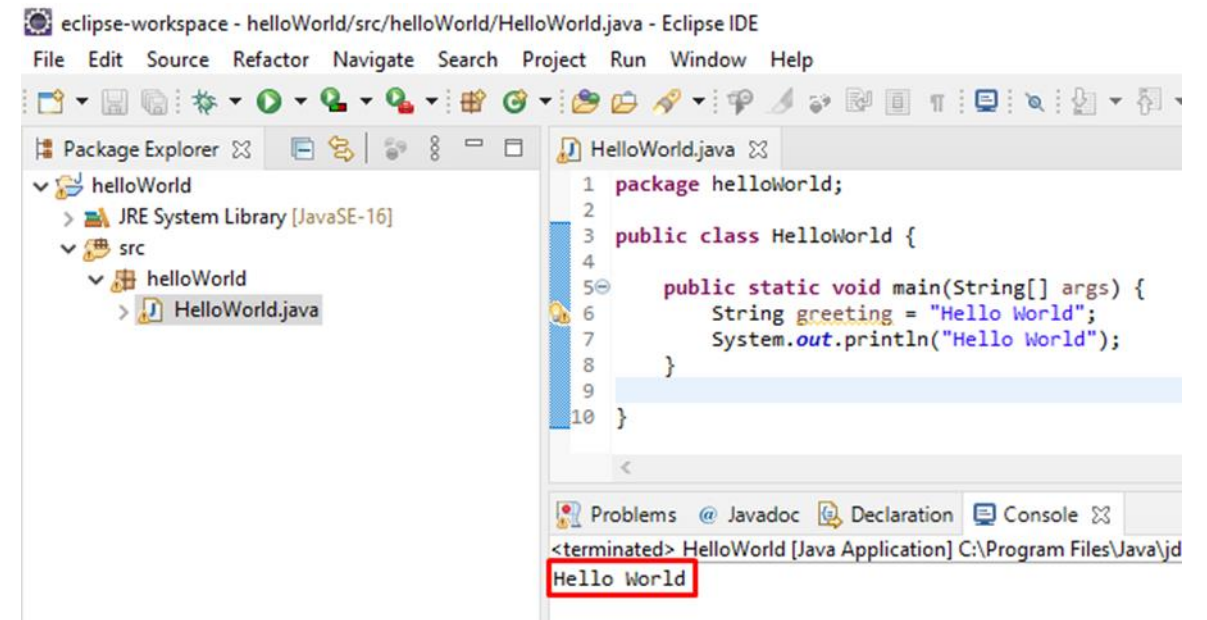 eclipse-workspace - helloWorld/src/helloWorld/HelloWorld.java - Eclipse IDE
File Edit Source Refactor Navigate Search Project Run Window Help
Package Explorer
helloWorld
JRE System Library [JavaSE-16]
src
helloWorld
HelloWorld.java
HelloWorld.java
1 package helloWorld;
2
3 public class HelloWorld {
4
5 public static void main(String[] args) {
6 String greeting = "Hello World";
7 System.out.println("Hello World");
8 }
9
10 }
Problems @ Javadoc Declaration Console
<terminated> HelloWorld [Java Application] C:\Program Files\Java\jd
Hello World